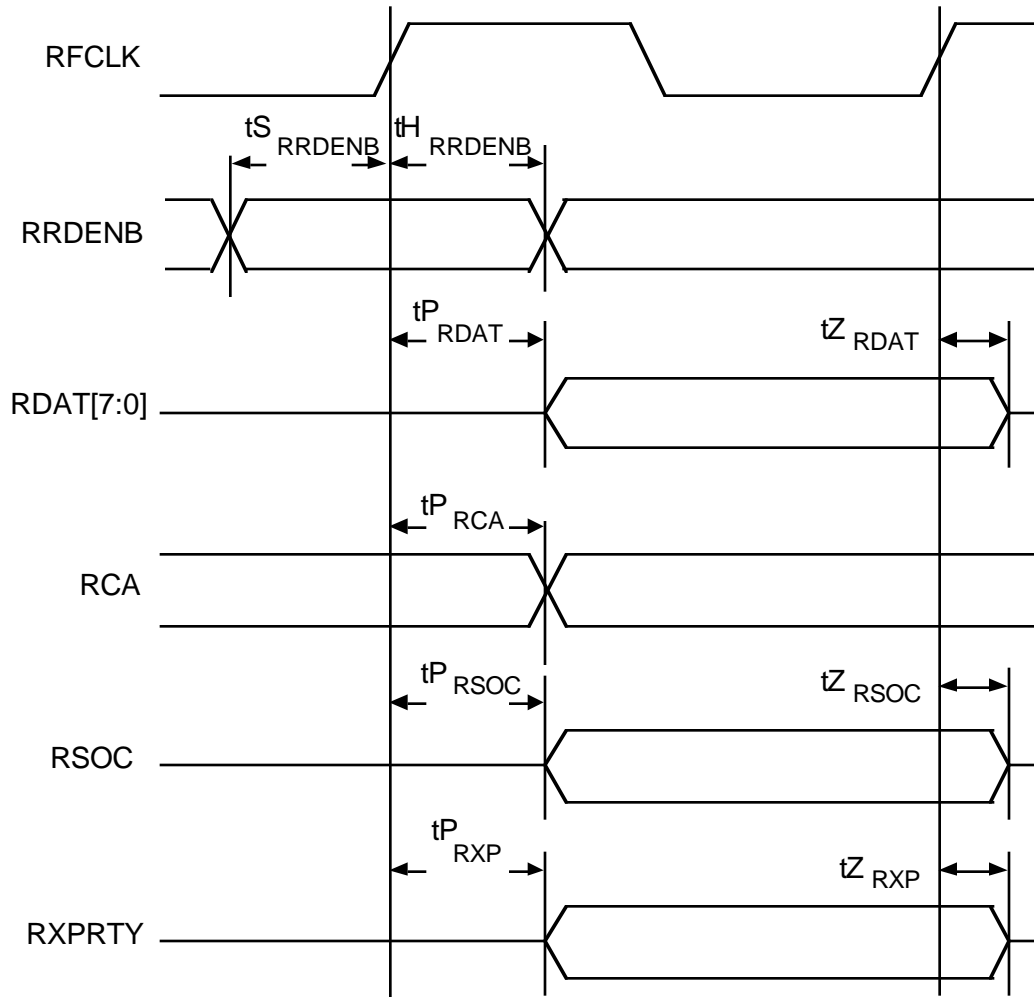 RFCLK
tS RRDENB tH RRDENB
RRDENB
tP RDAT tZ RDAT
RDAT[7:0]
tP RCA
RCA
tP RSOC tZ RSOC
RSOC
tP RXP tZ RXP
RXPRTY